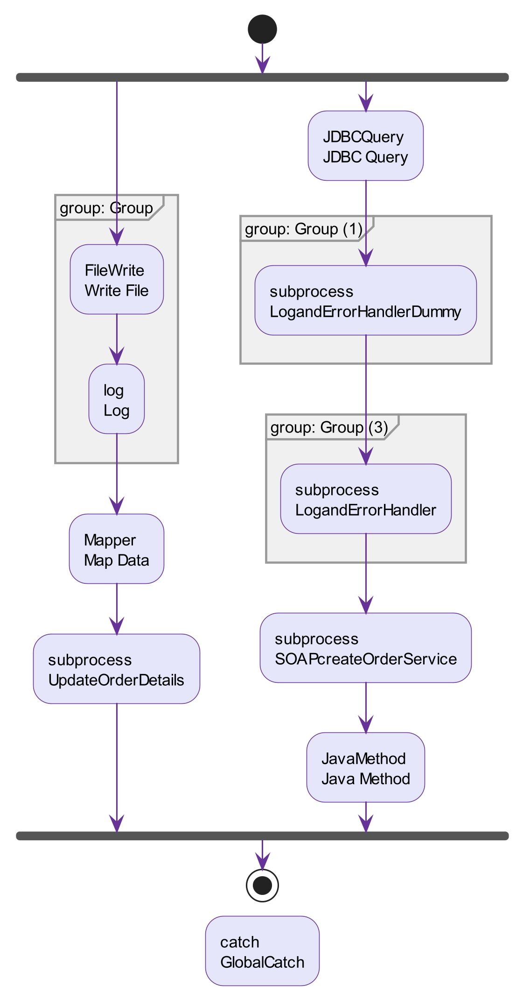 JDBCQuery
JDBC Query
group: Group
group: Group (1)
FileWrite
Write File
subprocess
LogandErrorHandlerDummy
log
Log
group: Group (3)
subprocess
LogandErrorHandler
Mapper
Map Data
subprocess
SOAPcreateOrderService
subprocess
UpdateOrderDetails
JavaMethod
Java Method
catch
GlobalCatch